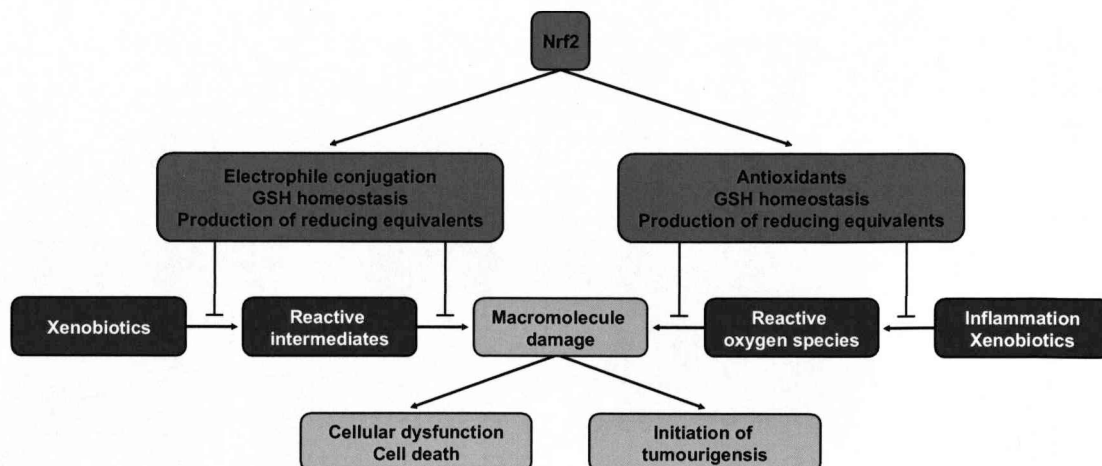 Nrf2
Electrophile conjugation
GSH homeostasis
Production of reducing equivalents
Antioxidants
GSH homeostasis
Production of reducing equivalents
Xenobiotics
Reactive
intermediates
Macromolecule
damage
Reactive
oxygen species
Inflammation
Xenobiotics
Cellular dysfunction
Cell death
Initiation of
tumourigensis